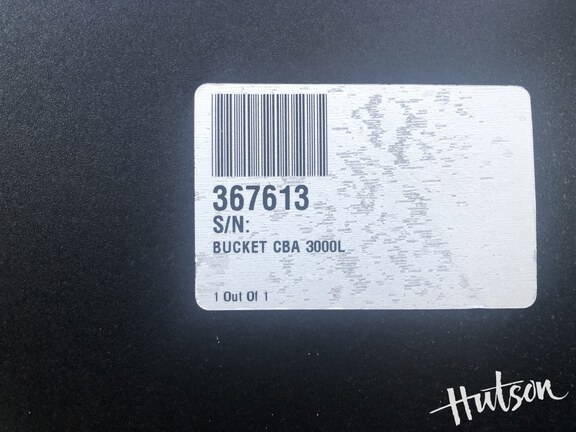 367613
S/N:
BUCKET CBA 3000L
1 Out Of 1
Hutson